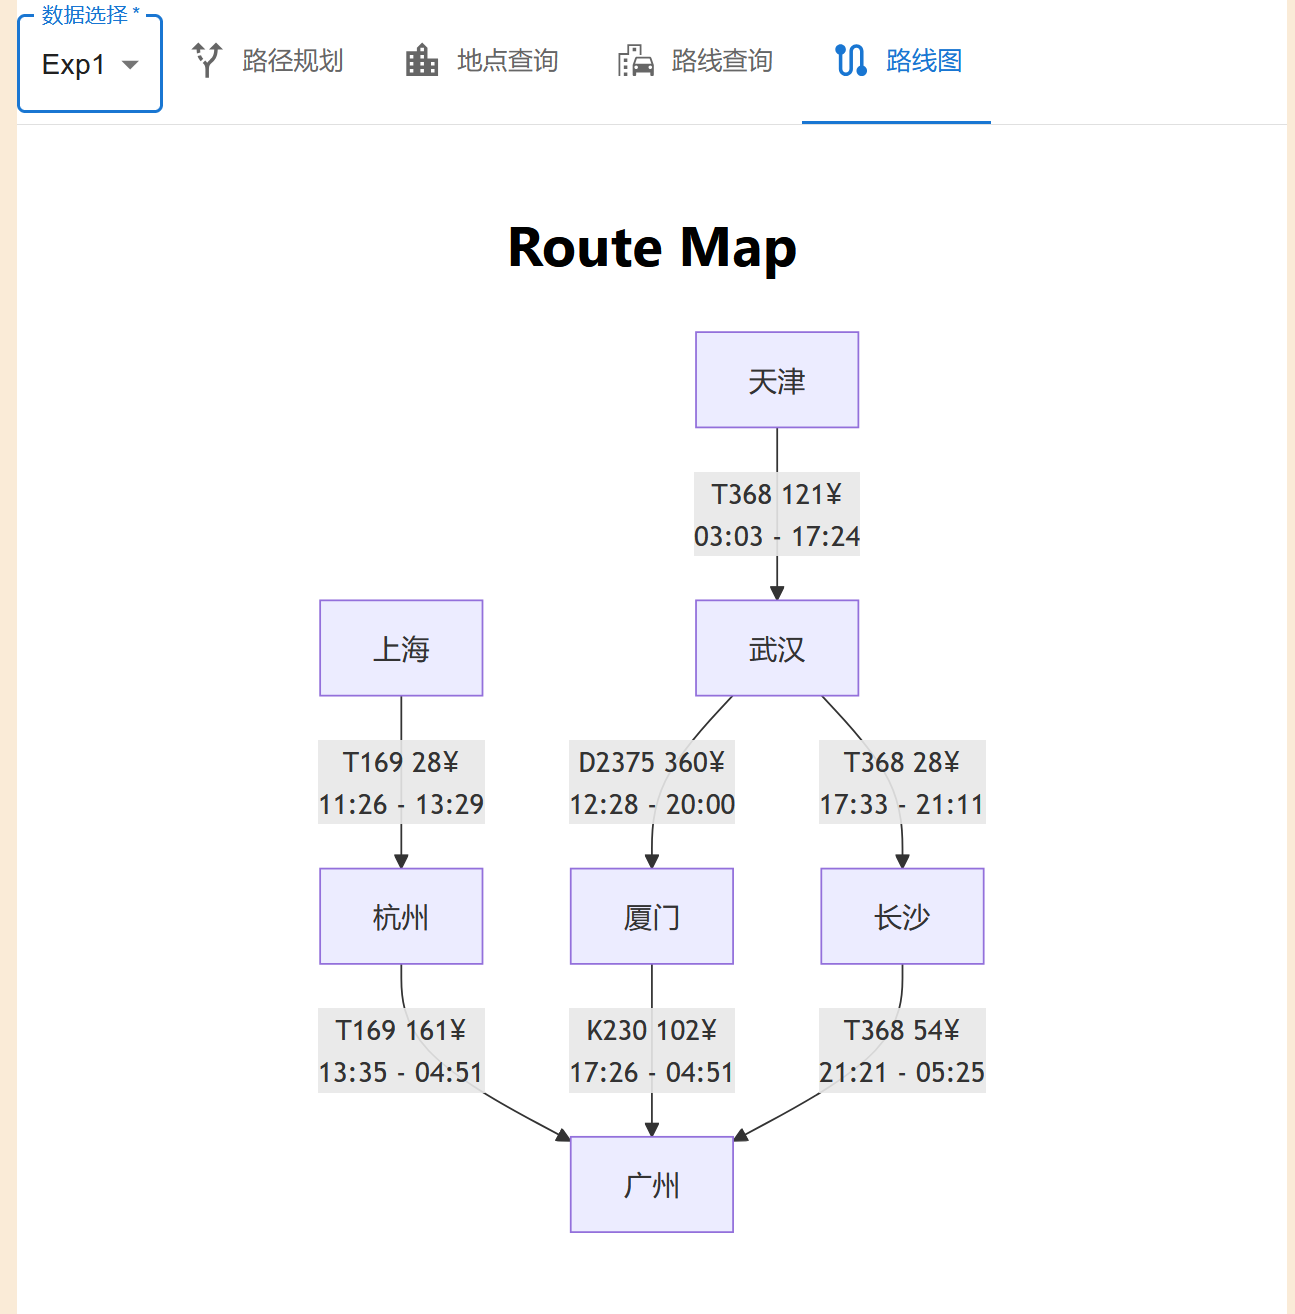 数据选择 *
Exp1
路径规划
地点查询
路线查询
路线图
Route Map
天津
T368 121¥
03:03 - 17:24
上海
武汉
T169 28¥
11:26 - 13:29
D2375 360¥
12:28 - 20:00
T368 28¥
17:33 - 21:11
杭州
厦门
长沙
T169 161¥
13:35 - 04:51
K230 102¥
17:26 - 04:51
T368 54¥
21:21 - 05:25
广州